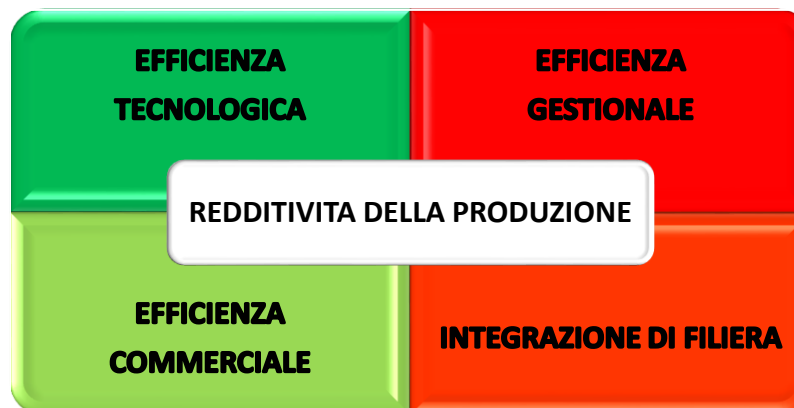 EFFICIENZA
TECNOLOGICA
EFFICIENZA
GESTIONALE
REDDITIVITA DELLA PRODUZIONE
EFFICIENZA
COMMERCIALE
INTEGRAZIONE DI FILIERA